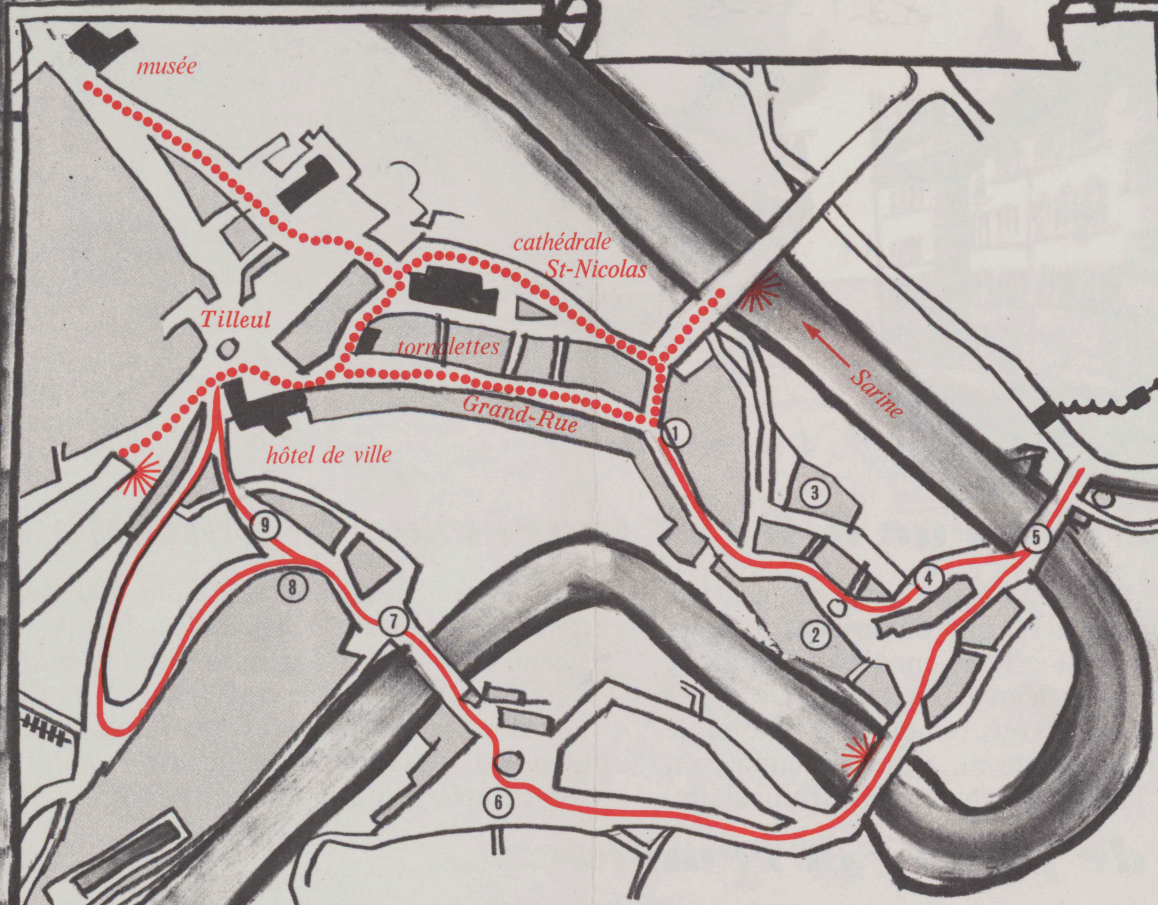 musée
cathédrale
St-Nicolas
Tilleul
tornalettes
Sarine
Grand-Rue
1
hôtel de ville
3
9
5
4
8
7
2
6